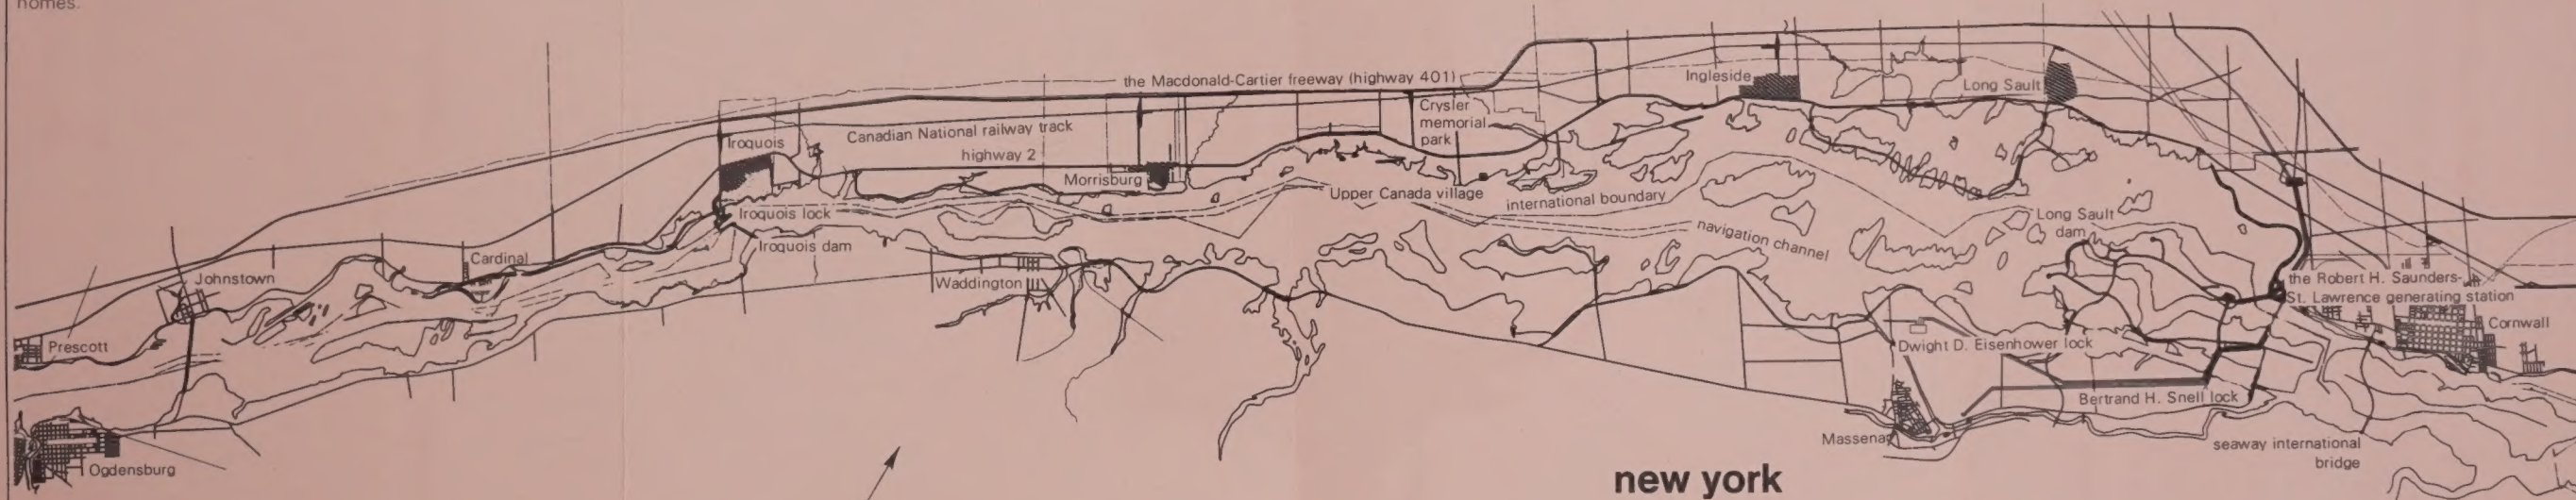 homes.
the Macdonald-Cartier freeway (highway 401)
Ingleside
Long Sault
Crysler
memorial
park
Canadian National railway track
highway 2
Iroquois
Morrisburg
Upper Canada village
international boundary
Iroquois lock
Iroquois dam
navigation channel
Long Sault
dam
Cardinal
Johnstown
Waddington
the Robert H. Saunders-
St. Lawrence generating station
Cornwall
Prescott
Dwight D. Eisenhower lock
Bertrand H. Snell lock
Massena
seaway international
bridge
Ogdensburg
new york